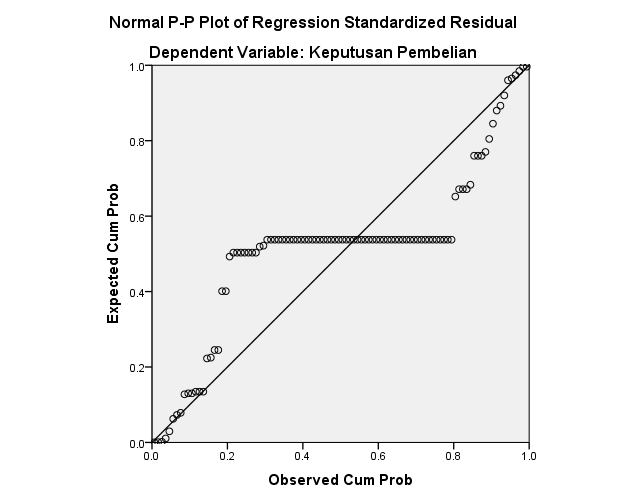 Normal P-P Plot of Regression Standardized Residual
Dependent Variable: Keputusan Pembelian
1.0
0.8
0.6
0.4
0.2
0.0
Expected Cum Prob
0.0 0.2 0.4 0.6 0.8 1.0
Observed Cum Prob